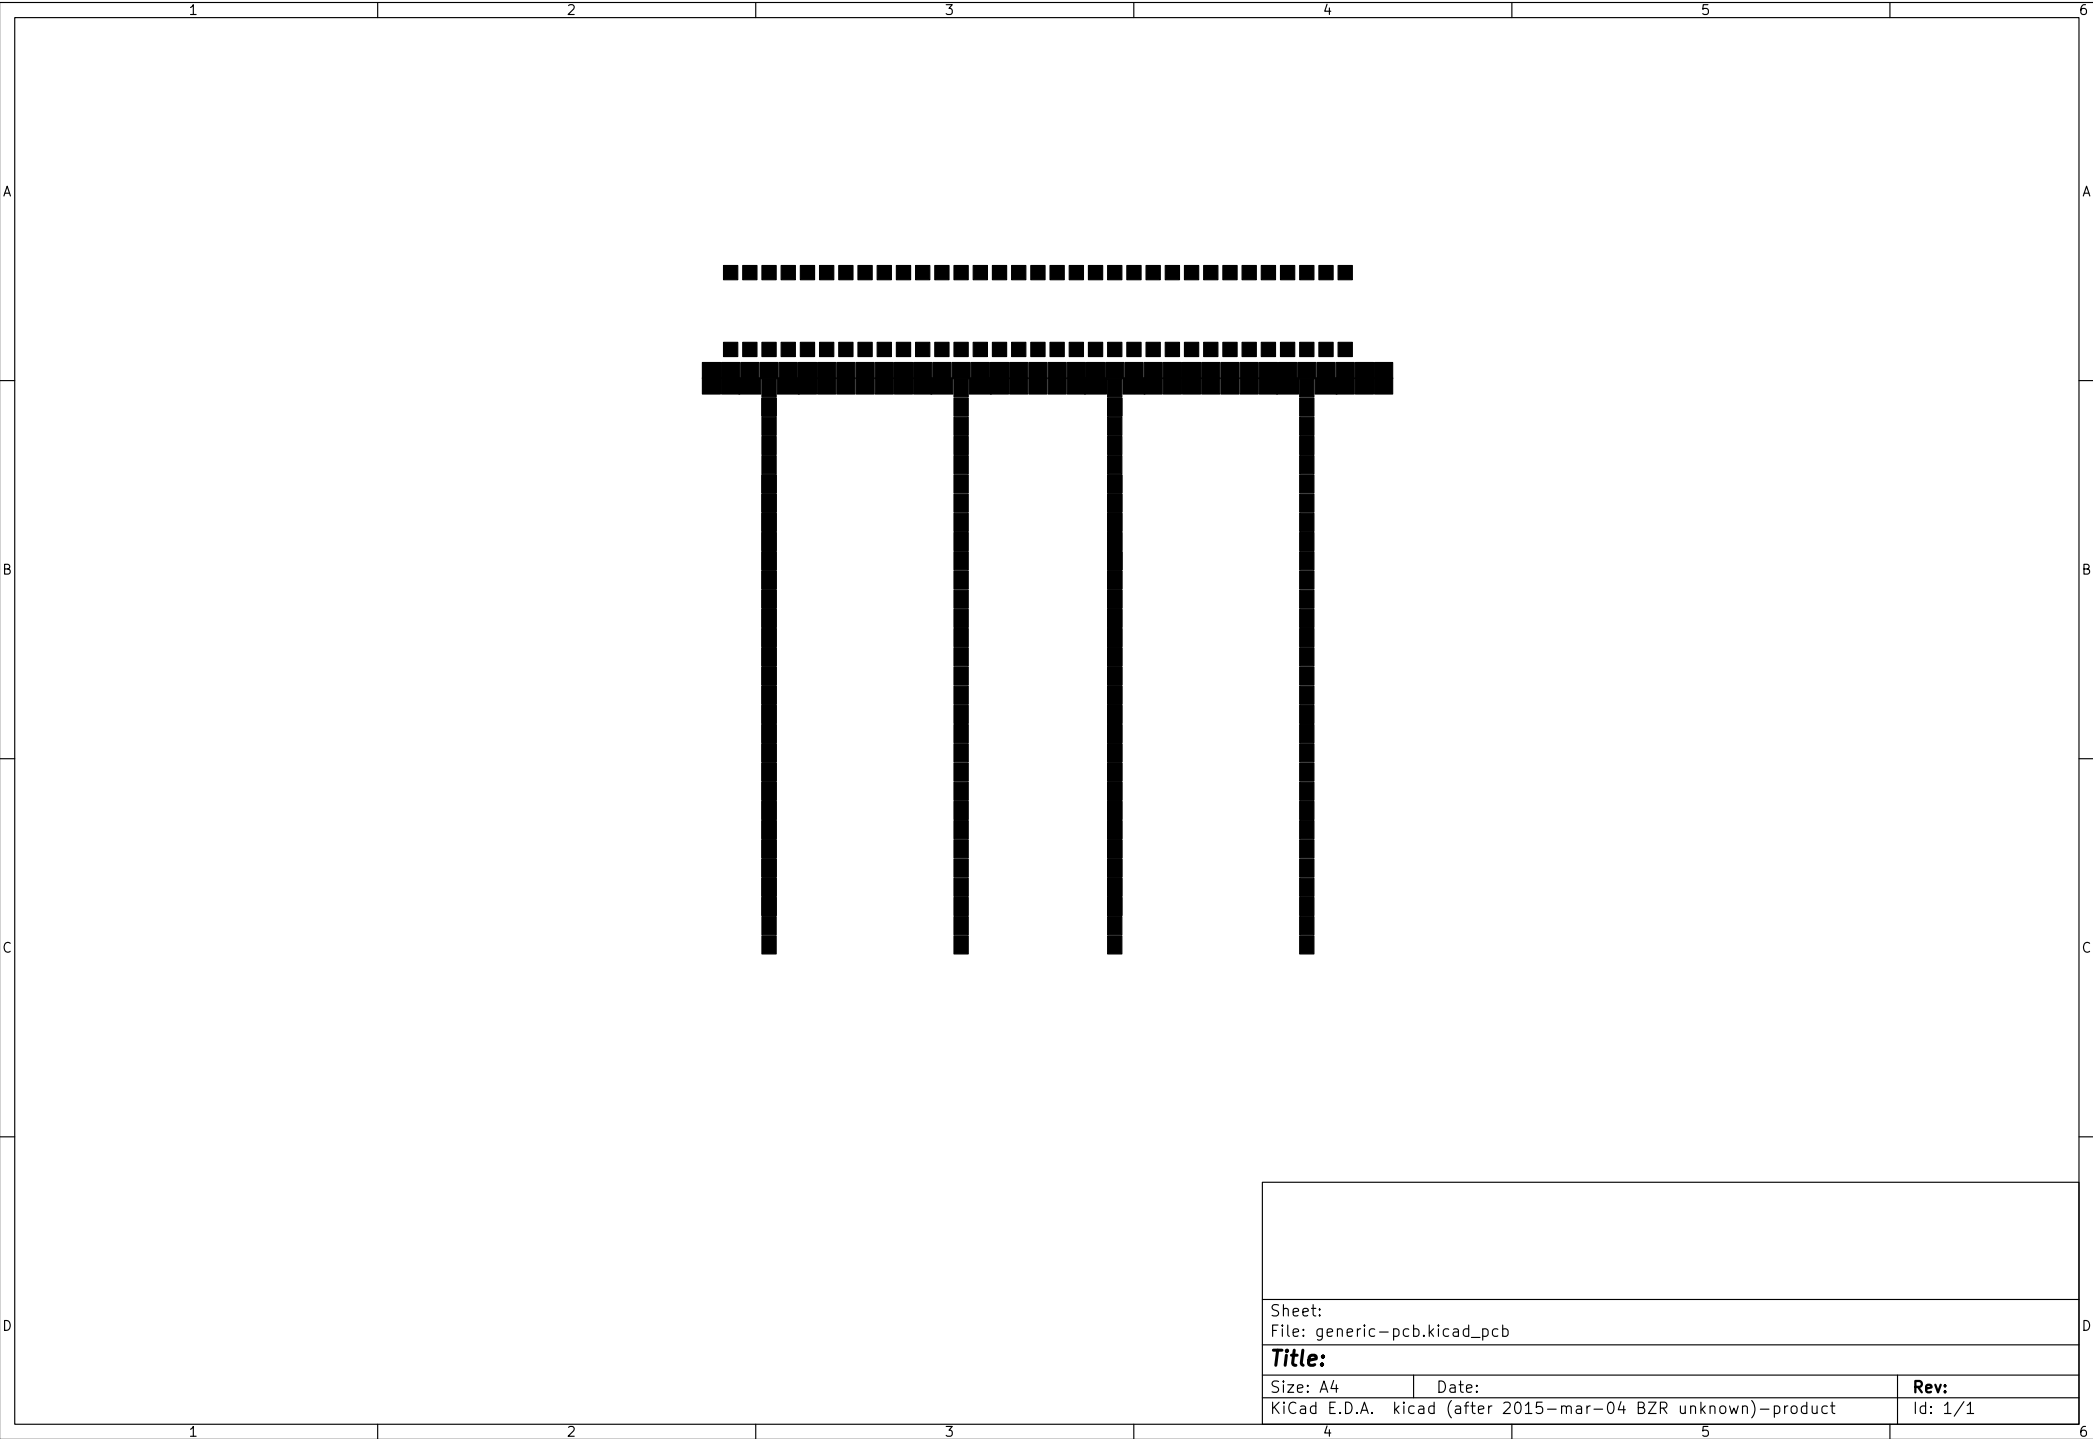 1 2 3 4 5 6
A A
B B
C C
D D
Sheet:
File: generic-pcb.kicad_pcb
Title:
Size: A4 Date: Rev:
KiCad E.D.A. kicad (after 2015-mar-04 BZR unknown)-product Id: 1/1
1 2 3 4 5 6